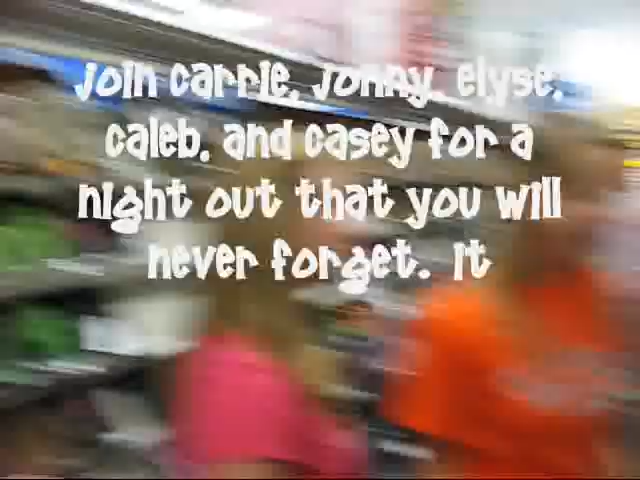 join carrie, jonny, elyse,
caleb, and casey for a
night out that you will
never forget.  it